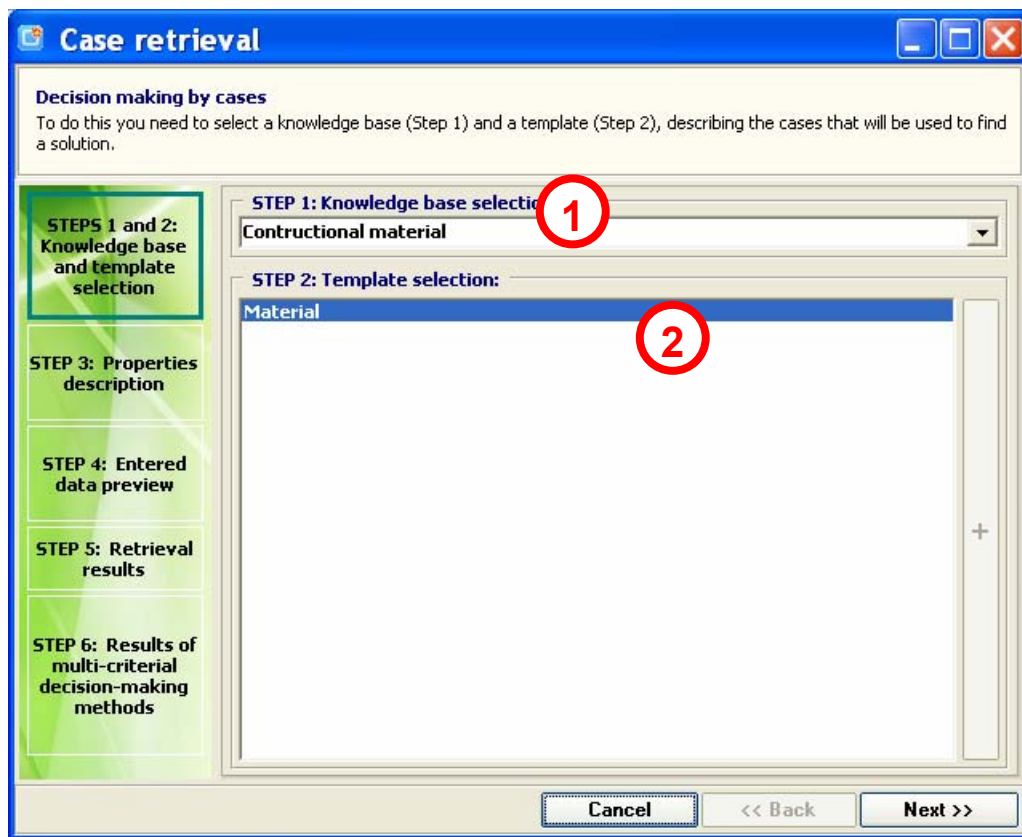 Case retrieval
Decision making by cases
To do this you need to select a knowledge base (Step 1) and a template (Step 2), describing the cases that will be used to find
a solution.
STEPS 1 and 2:
Knowledge base
and template
selection
STEP 3: Properties
description
STEP 4: Entered
data preview
STEP 5: Retrieval
results
STEP 6: Results of
multi-criterial
decision-making
methods
STEP 1: Knowledge base selectio
1
Contructional material
STEP 2: Template selection:
Material
2
+
Cancel
<< Back
Next >>